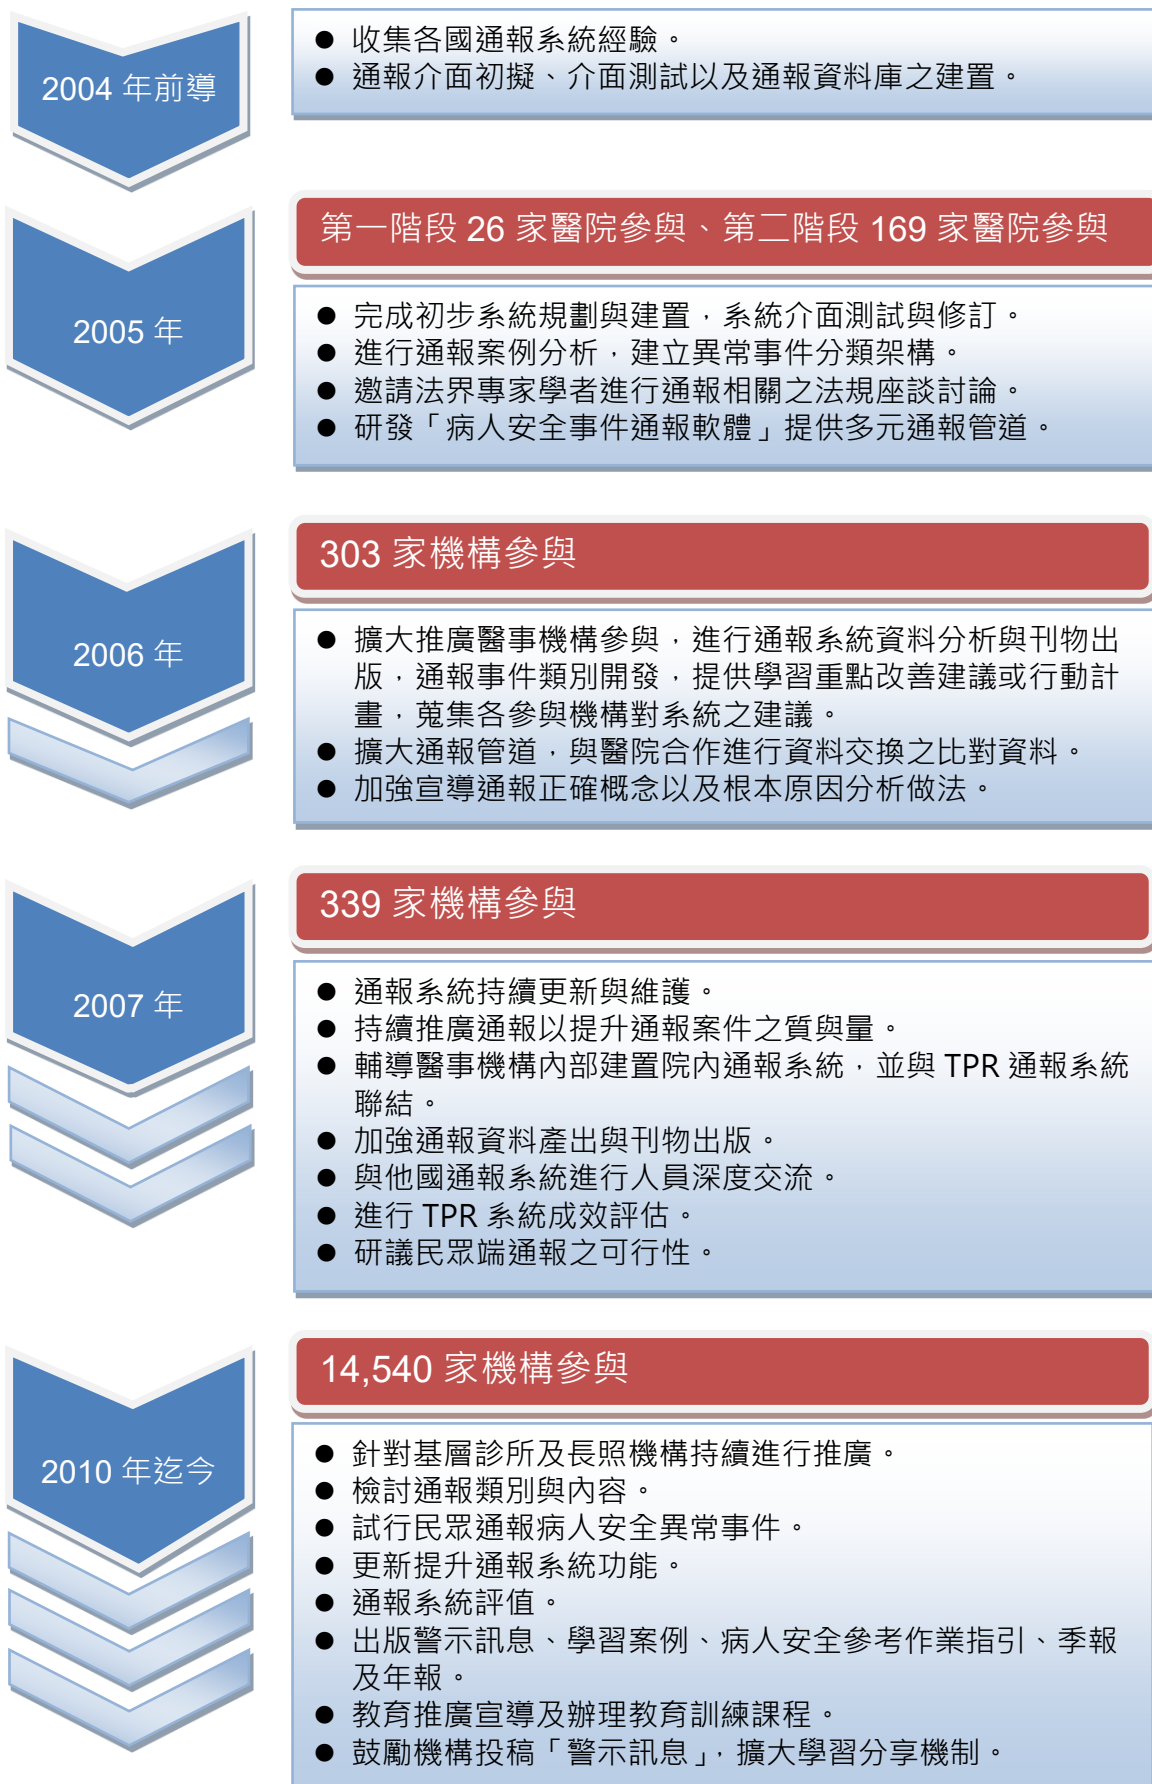 2004 年前導
● 收集各國通報系統經驗。
● 通報介面初擬、介面測試以及通報資料庫之建置。
第一階段 26 家醫院參與、第二階段 169 家醫院參與
2005 年
● 完成初步系統規劃與建置，系統介面測試與修訂。
● 進行通報案例分析，建立異常事件分類架構。
● 邀請法界專家學者進行通報相關之法規座談討論。
● 研發「病人安全事件通報軟體」提供多元通報管道。
303 家機構參與
2006 年
● 擴大推廣醫事機構參與，進行通報系統資料分析與刊物出
版，通報事件類別開發，提供學習重點改善建議或行動計
畫，蒐集各參與機構對系統之建議。
● 擴大通報管道，與醫院合作進行資料交換之比對資料。
● 加強宣導通報正確概念以及根本原因分析做法。
339 家機構參與
2007 年
● 通報系統持續更新與維護。
● 持續推廣通報以提升通報案件之質與量。
● 輔導醫事機構內部建置院內通報系統，並與 TPR 通報系統
聯結。
● 加強通報資料產出與刊物出版。
● 與他國通報系統進行人員深度交流。
● 進行 TPR 系統成效評估。
● 研議民眾端通報之可行性。
14,540 家機構參與
2010 年迄今
● 針對基層診所及長照機構持續進行推廣。
● 檢討通報類別與內容。
● 試行民眾通報病人安全異常事件。
● 更新提升通報系統功能。
● 通報系統評值。
● 出版警示訊息、學習案例、病人安全參考作業指引、季報
及年報。
● 教育推廣宣導及辦理教育訓練課程。
● 鼓勵機構投稿「警示訊息」，擴大學習分享機制。